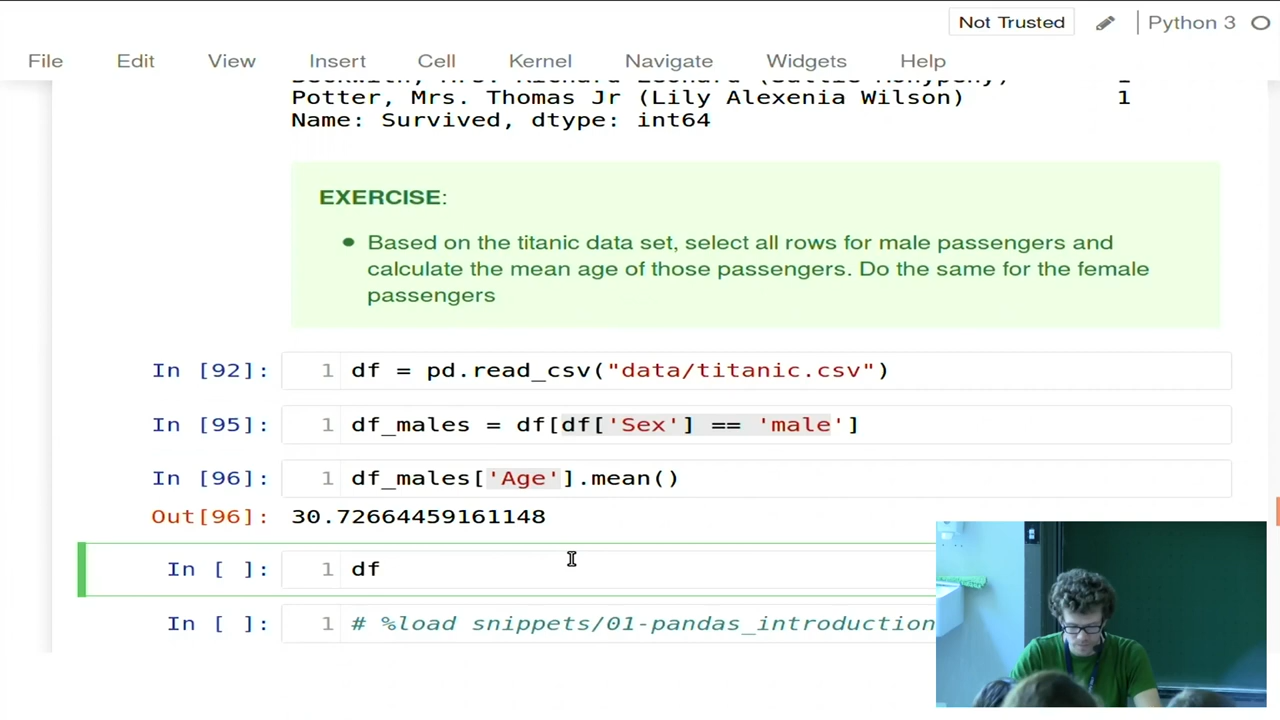 Not Trusted Python 3
File Edit View Insert Cell Kernel Navigate Widgets Help
Potter, Mrs. Thomas Jr (Lily Alexenia Wilson) 1
Name: Survived, dtype: int64
EXERCISE:
Based on the titanic data set, select all rows for male passengers and
calculate the mean age of those passengers. Do the same for the female
passengers
In [92]: 1 df = pd.read_csv("data/titanic.csv")
In [95]: 1 df_males = df[df['Sex'] == 'male']
In [96]: 1 df_males['Age'].mean()
Out[96]: 30.72664459161148
In [ ]: 1 df
In [ ]: 1 # %load snippets/01-pandas_introduction